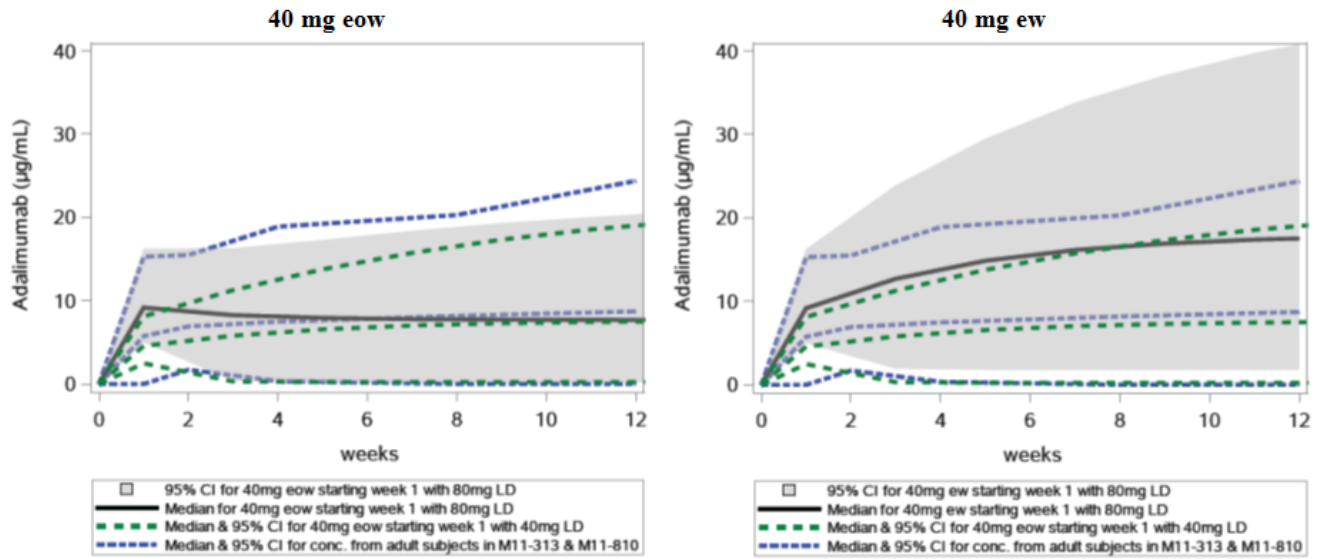 40 mg eow
40
30
20
10
0
Adalimumab (µg/mL)
0 2 4 6 8 10 12
weeks
95% CI for 40mg eow starting week 1 with 80mg LD
Median for 40mg eow starting week 1 with 80mg LD
Median & 95% CI for 40mg eow starting week 1 with 40mg LD
Median & 95% CI for conc. from adult subjects in M11-313 & M11-810
40 mg ew
40
30
20
10
0
Adalimumab (µg/mL)
0 2 4 6 8 10 12
weeks
95% CI for 40mg ew starting week 1 with 80mg LD
Median for 40mg ew starting week 1 with 80mg LD
Median & 95% CI for 40mg eow starting week 1 with 40mg LD
Median & 95% CI for conc. from adult subjects in M11-313 & M11-810